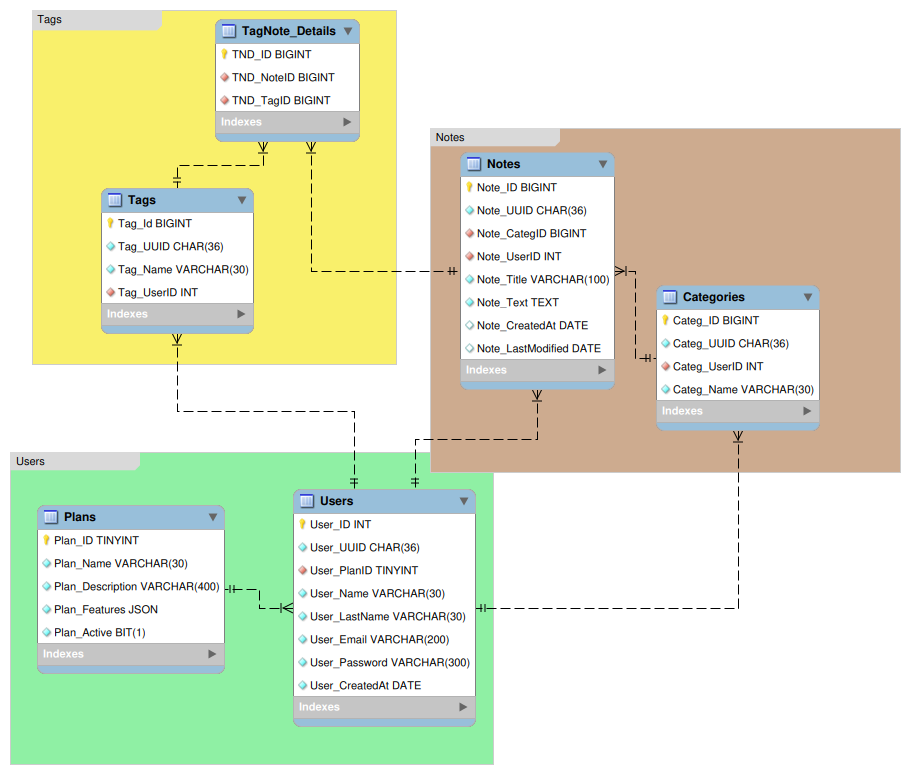 Tags
TagNote_Details
TND_ID BIGINT
TND_NoteID BIGINT
TND_TagID BIGINT
Indexes
Tags
Tag_Id BIGINT
Tag_UUID CHAR(36)
Tag_Name VARCHAR(30)
Tag_UserID INT
Indexes
Notes
Notes
Note_ID BIGINT
Note_UUID CHAR(36)
Note_CategID BIGINT
Note_UserID INT
Note_Title VARCHAR(100)
Note_Text TEXT
Note_CreatedAt DATE
Note_LastModified DATE
Indexes
Categories
Categ_ID BIGINT
Categ_UUID CHAR(36)
Categ_UserID INT
Categ_Name VARCHAR(30)
Indexes
Users
Plans
Plan_ID TINYINT
Plan_Name VARCHAR(30)
Plan_Description VARCHAR(400)
Plan_Features JSON
Plan_Active BIT(1)
Indexes
Users
User_ID INT
User_UUID CHAR(36)
User_PlanID TINYINT
User_Name VARCHAR(30)
User_LastName VARCHAR(30)
User_Email VARCHAR(200)
User_Password VARCHAR(300)
User_CreatedAt DATE
Indexes